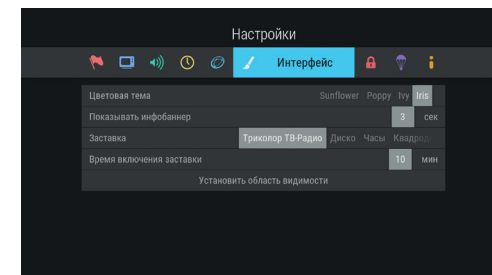 Настройки
Интерфейс
Цветовая тема Sunflower Poppy Ivy Iris
Показывать инфобаннер 3 сек
Заставка Триколор ТВ-Радио Диско Часы
Время включения заставки 10 мин
Установить область видимости